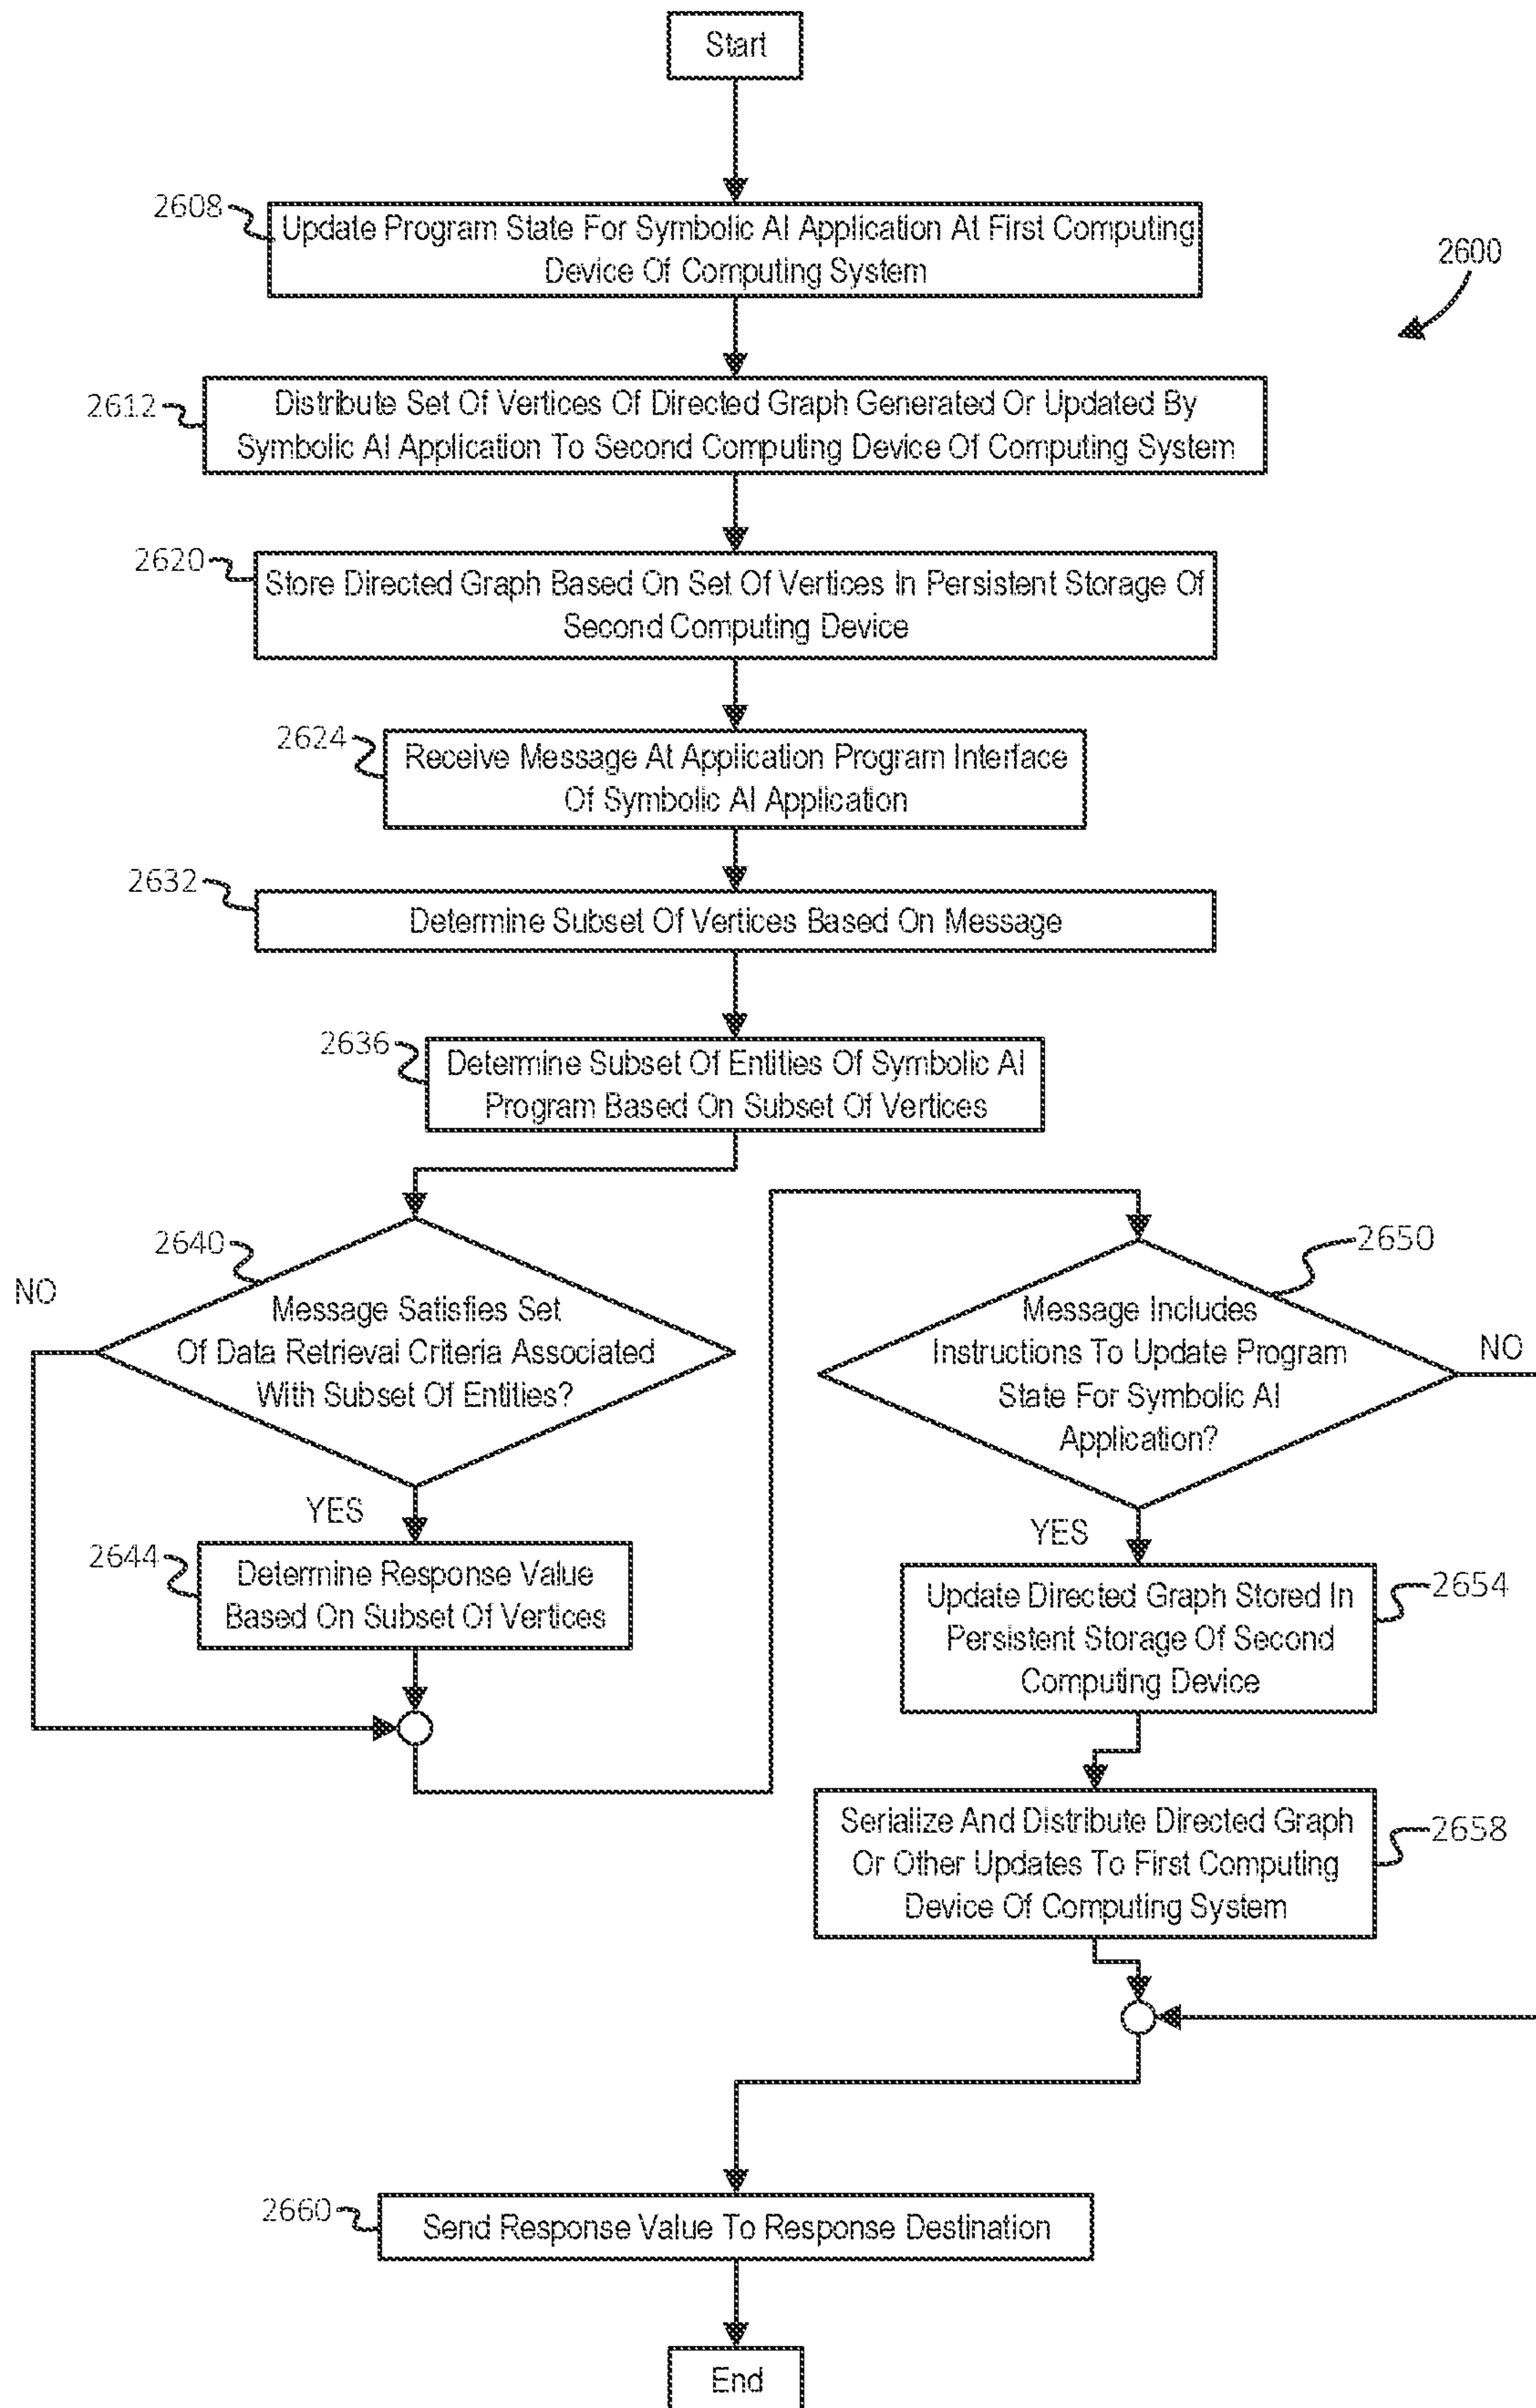 Start
2608
Update Program State For Symbolic AI Application At First Computing
Device Of Computing System
2600
2612
Distribute Set Of Vertices Of Directed Graph Generated Or Updated By
Symbolic AI Application To Second Computing Device Of Computing System
2620
Store Directed Graph Based On Set Of Vertices In Persistent Storage Of
Second Computing Device
2624
Receive Message At Application Program Interface
Of Symbolic AI Application
2632
Determine Subset Of Vertices Based On Message
2636
Determine Subset Of Entities Of Symbolic AI
Program Based On Subset Of Vertices
2640
NO
Message Satisfies Set
Of Data Retrieval Criteria Associated
With Subset Of Entities?
YES
2644
Determine Response Value
Based On Subset Of Vertices
2650
Message Includes
Instructions To Update Program
State For Symbolic AI
Application?
NO
YES
2654
Update Directed Graph Stored In
Persistent Storage Of Second
Computing Device
2658
Serialize And Distribute Directed Graph
Or Other Updates To First Computing
Device Of Computing System
2660
Send Response Value To Response Destination
End